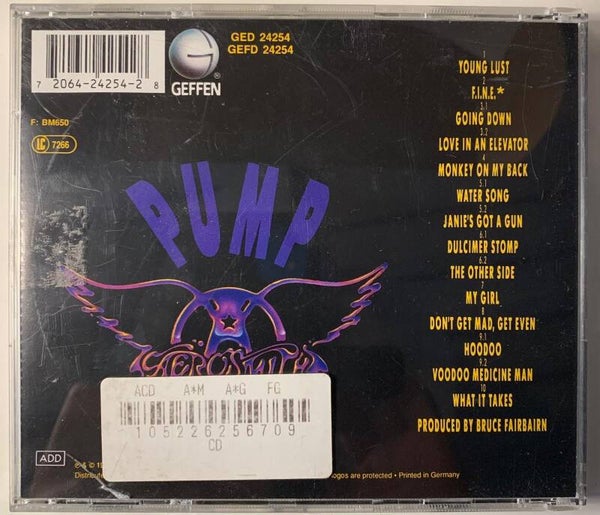 GED 24254
GEFD 24254
7 2064-24254-2 8
GEFFEN
®
F: BM650
LC 7266
PUMP
AEROSMITH
1
YOUNG LUST
2
F.I.N.E.*
3.1
GOING DOWN
3.2
LOVE IN AN ELEVATOR
4
MONKEY ON MY BACK
5.1
WATER SONG
5.2
JANIE'S GOT A GUN
6.1
DULCIMER STOMP
6.2
THE OTHER SIDE
7
MY GIRL
8
DON'T GET MAD, GET EVEN
9.1
HOODOO
9.2
VOODOO MEDICINE MAN
10
WHAT IT TAKES
PRODUCED BY BRUCE FAIRBAIRN
ACD A*M A*G FG
105226256709
CD
ADD
℗ & © 19
logos are protected • Printed in Germany